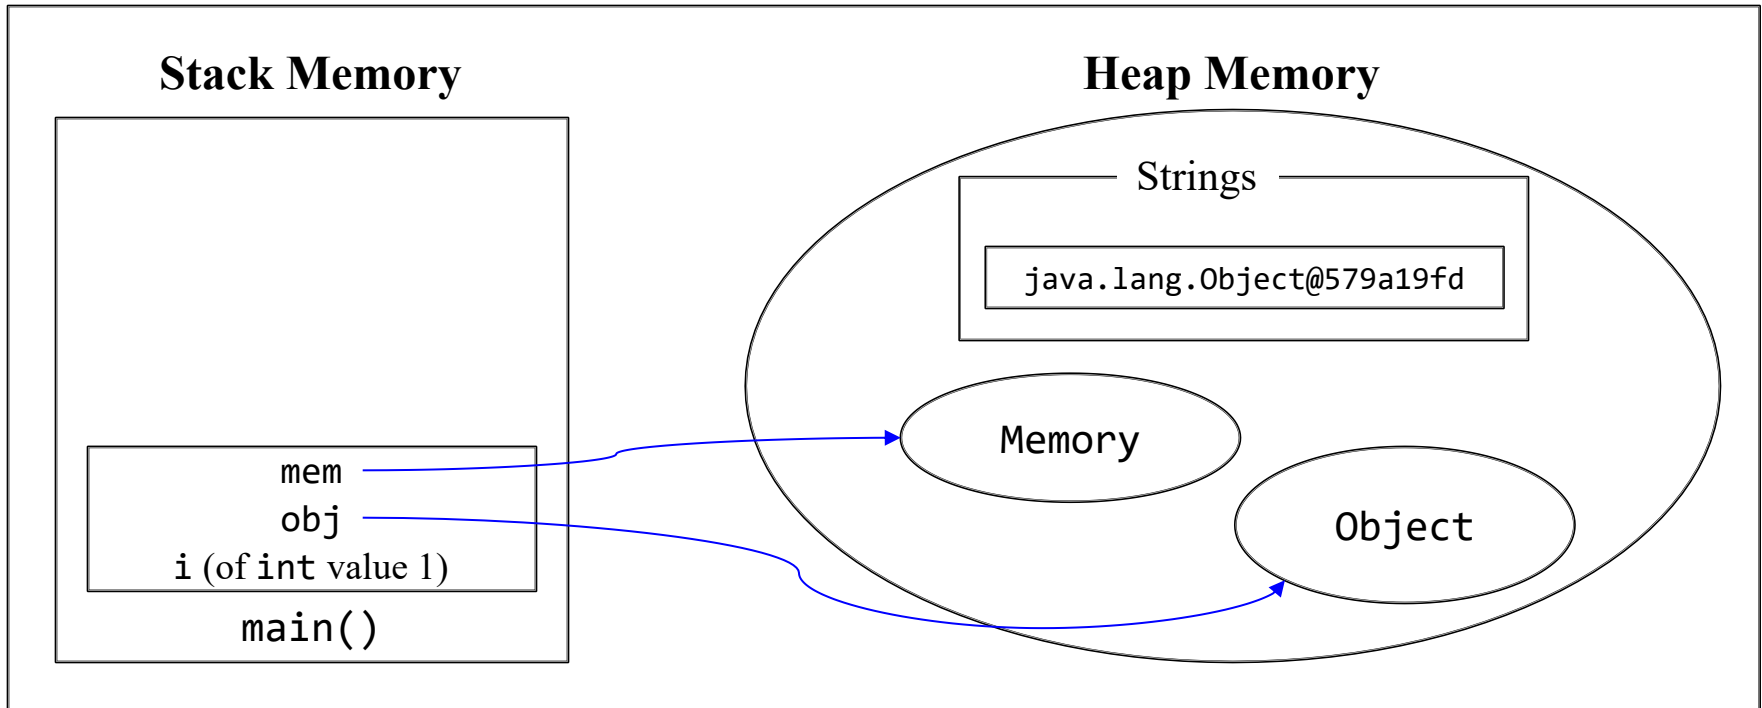 Stack Memory
mem
obj
i (of int value 1)
main()
Heap Memory
Strings
java.lang.Object@579a19fd
Memory
Object